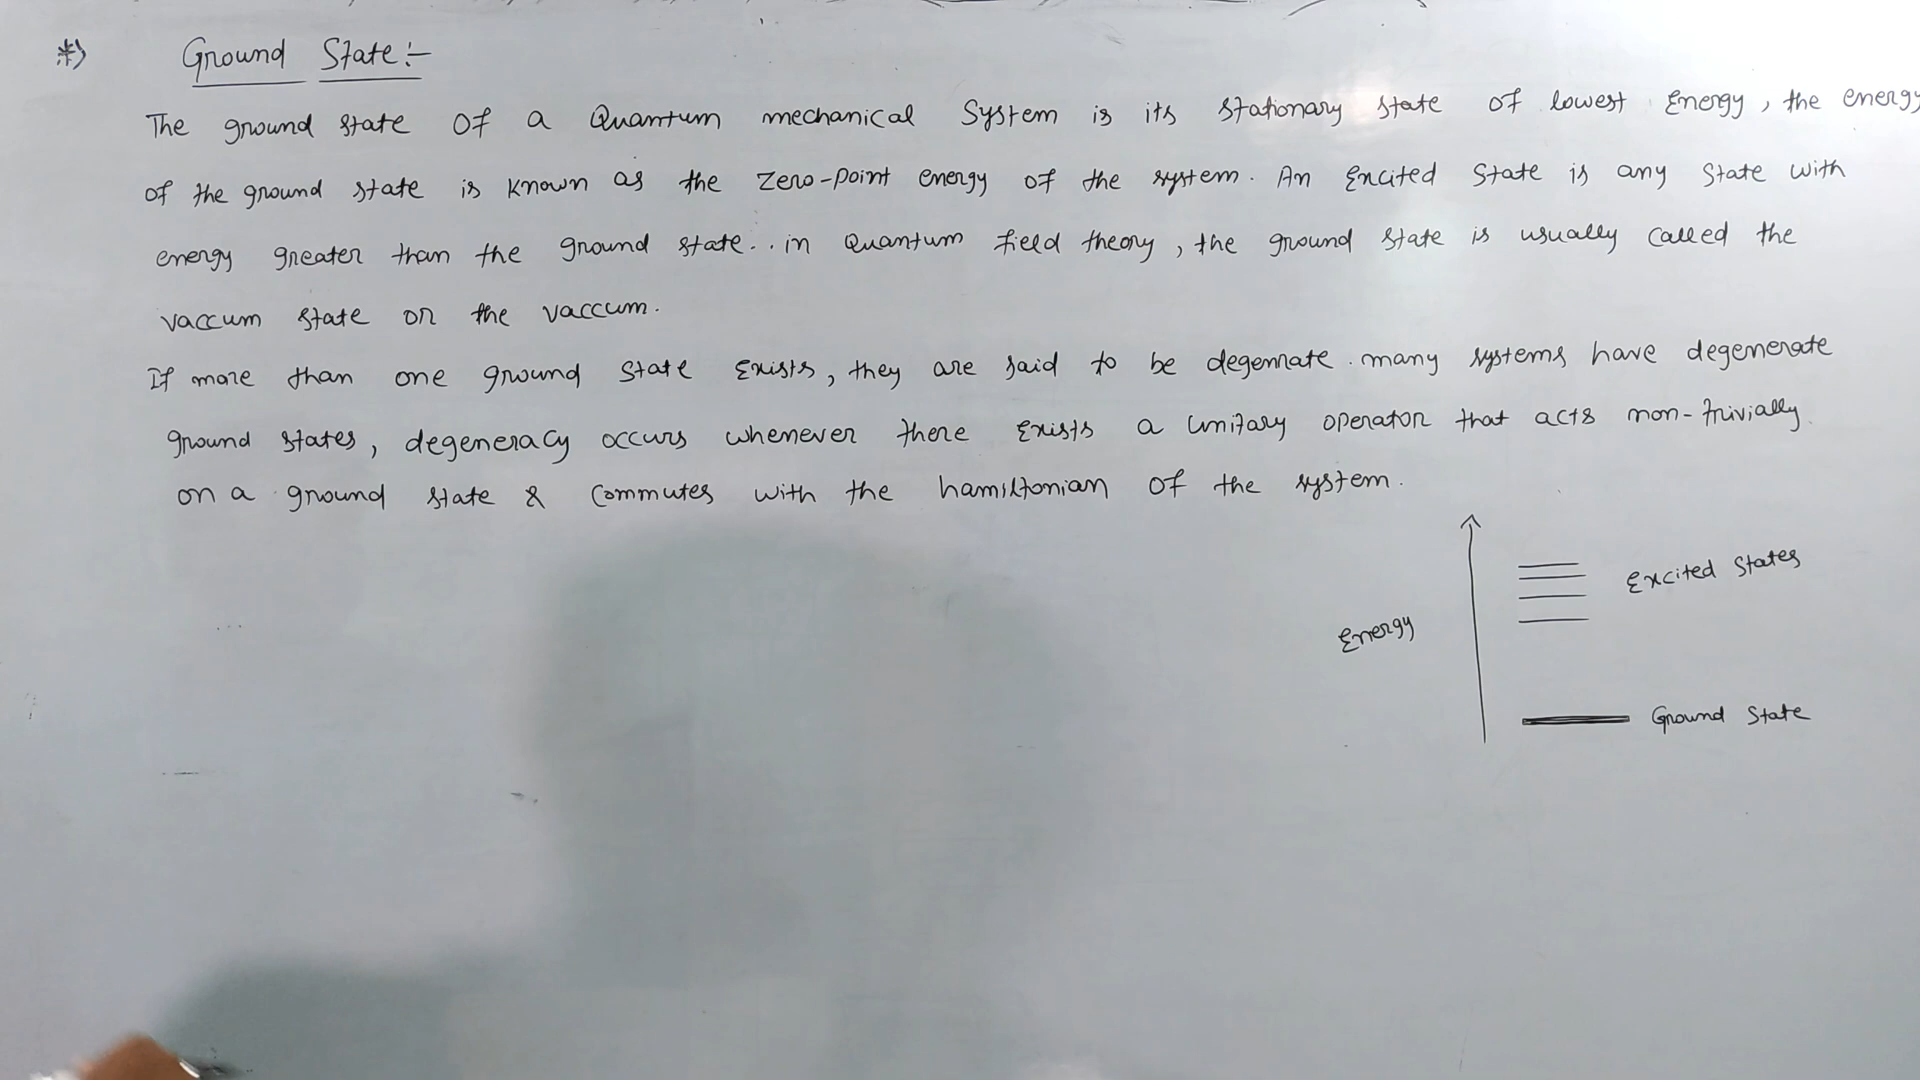 *) Ground State:-
The ground state of a Quantum mechanical System is its stationary state of lowest Energy, the energy
of the ground state is known as the Zero-point energy of the system. An Excited State is any State with
energy greater than the ground state.. in Quantum field theory, the ground state is usually called the
vaccum state or the vaccum.
If more than one ground State Exists, they are said to be degenrate. many systems have degenerate
ground states, degeneracy occurs whenever there Exists a unitary operator that acts non-trivially
on a ground state & Commutes with the hamiltonian of the system.
Excited States
Energy
Ground State